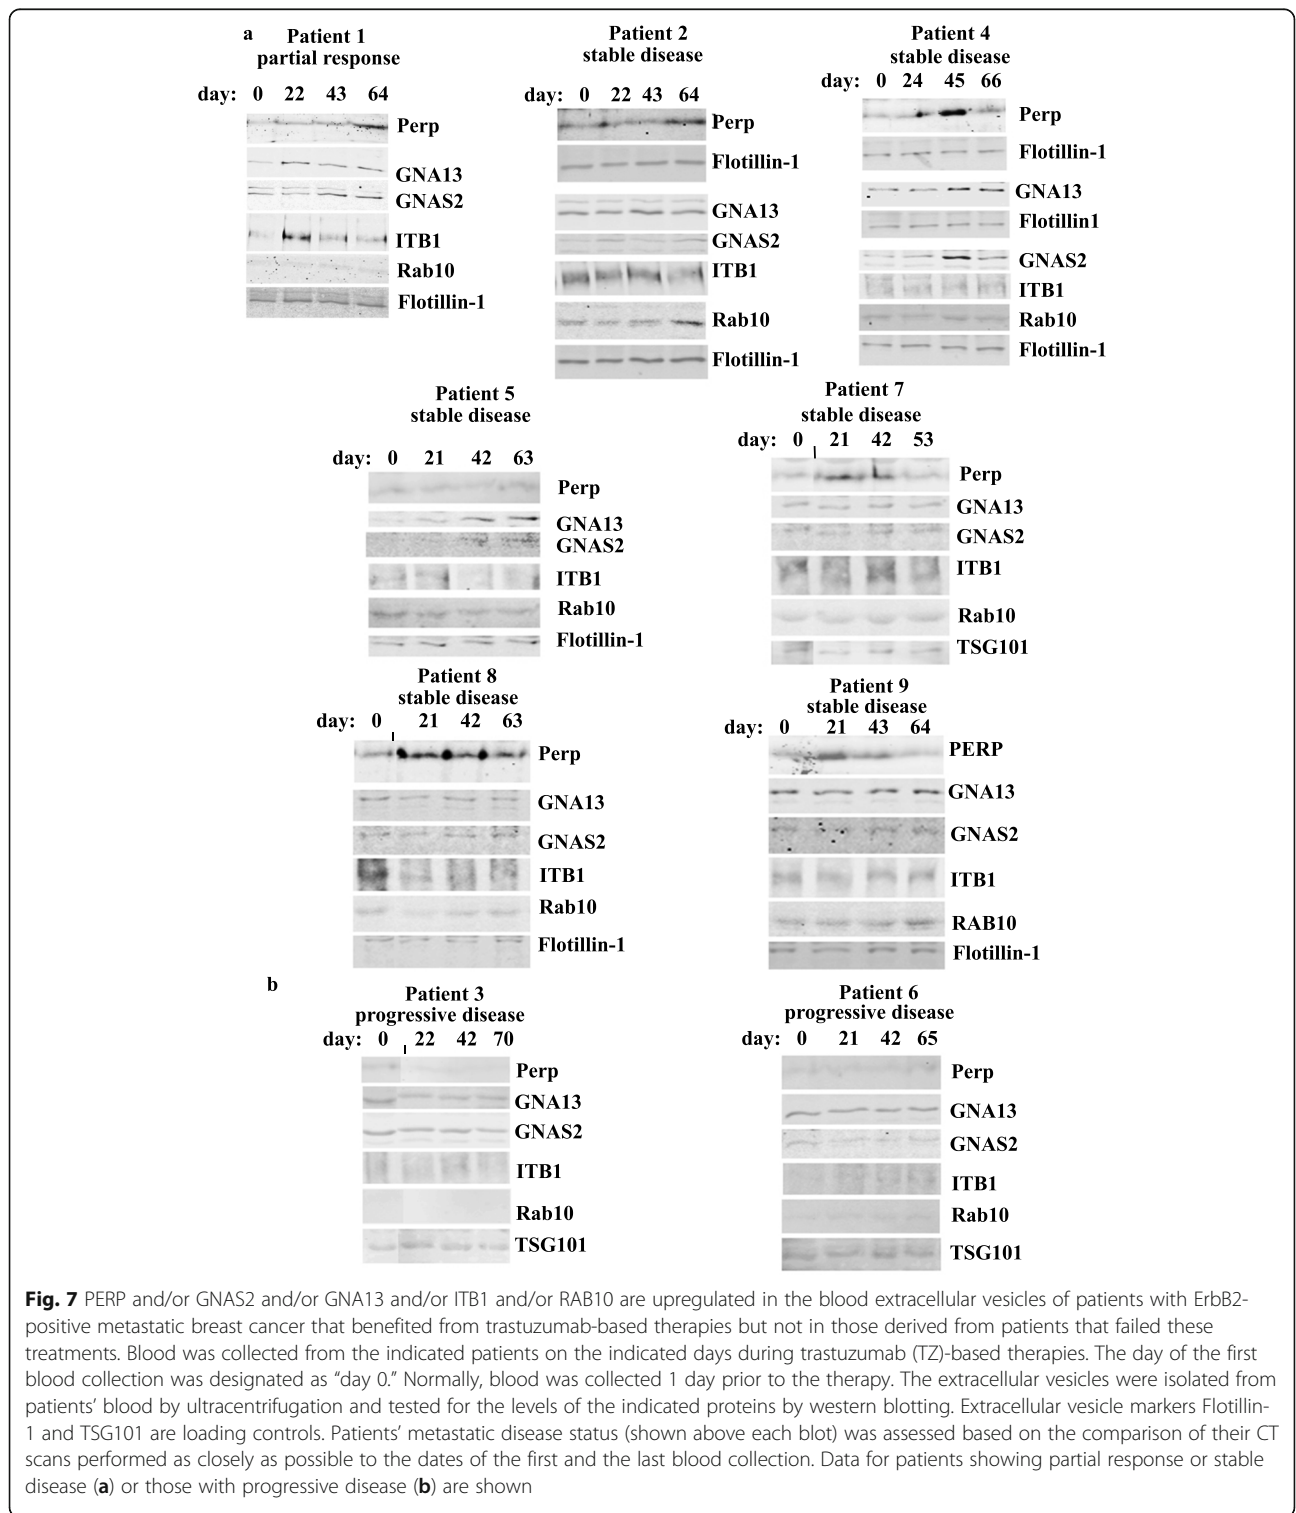 a
Patient 1
partial response
day: 0 22 43 64
Perp
GNA13
GNAS2
ITB1
Rab10
Flotillin-1
Patient 2
stable disease
day: 0 22 43 64
Perp
Flotillin-1
GNA13
GNAS2
ITB1
Rab10
Flotillin-1
Patient 4
stable disease
0 24 45 66
Perp
Flotillin-1
GNA13
Flotillin1
GNAS2
ITB1
Rab10
Flotillin-1
Patient 5
stable disease
day: 0 21 42 63
Perp
GNA13
GNAS2
ITB1
Rab10
Flotillin-1
Patient 7
stable disease
day: 0 21 42 53
Perp
GNA13
GNAS2
ITB1
Rab10
TSG101
Patient 8
stable disease
day: 0 21 42 63
Perp
GNA13
GNAS2
ITB1
Rab10
Flotillin-1
Patient 9
stable disease
day: 0 21 43 64
PERP
GNA13
GNAS2
ITB1
RAB10
Flotillin-1
b
Patient 3
progressive disease
day: 0 22 42 70
Perp
GNA13
GNAS2
ITB1
Rab10
TSG101
Patient 6
progressive disease
day: 0 21 42 65
Perp
GNA13
GNAS2
ITB1
Rab10
TSG101
Fig. 7 PERP and/or GNAS2 and/or GNA13 and/or ITB1 and/or RAB10 are upregulated in the blood extracellular vesicles of patients with ErbB2-
positive metastatic breast cancer that benefited from trastuzumab-based therapies but not in those derived from patients that failed these
treatments. Blood was collected from the indicated patients on the indicated days during trastuzumab (TZ)-based therapies. The day of the first
blood collection was designated as “day 0.” Normally, blood was collected 1 day prior to the therapy. The extracellular vesicles were isolated from
patients’ blood by ultracentrifugation and tested for the levels of the indicated proteins by western blotting. Extracellular vesicle markers Flotillin-
1 and TSG101 are loading controls. Patients’ metastatic disease status (shown above each blot) was assessed based on the comparison of their CT
scans performed as closely as possible to the dates of the first and the last blood collection. Data for patients showing partial response or stable
disease (a) or those with progressive disease (b) are shown